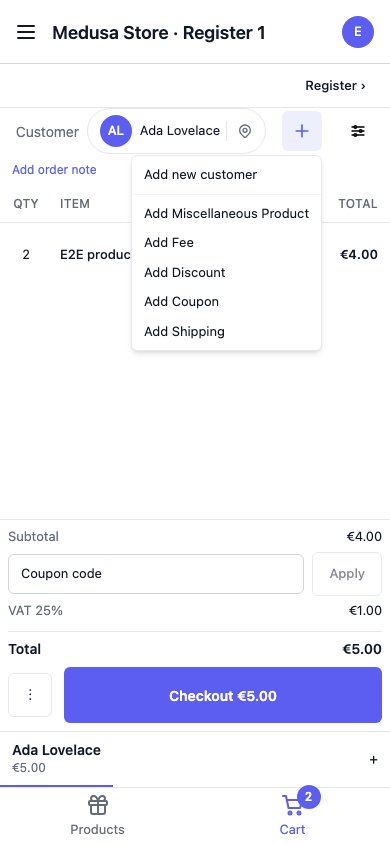 Medusa Store · Register 1
E
Register ›
Customer
AL
Ada Lovelace
Add order note
Add new customer
Add Miscellaneous Product
Add Fee
Add Discount
Add Coupon
Add Shipping
QTY ITEM TOTAL
2 E2E produc €4.00
Subtotal €4.00
Coupon code Apply
VAT 25% €1.00
Total €5.00
Checkout €5.00
Ada Lovelace
€5.00
+
2
Products Cart